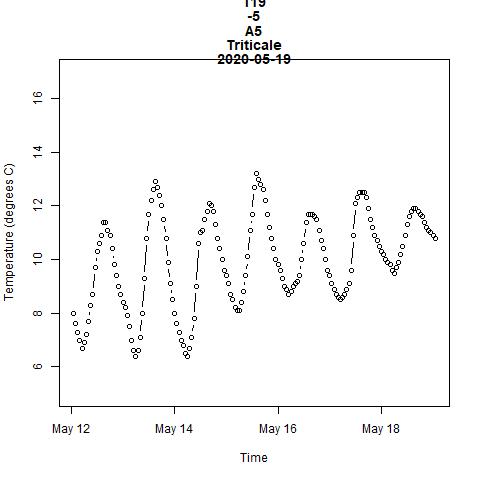 T19
-5
A5
Triticale
2020-05-19
Temperature (degrees C)
16
14
12
10
8
6
May 12
May 14
May 16
May 18
Time